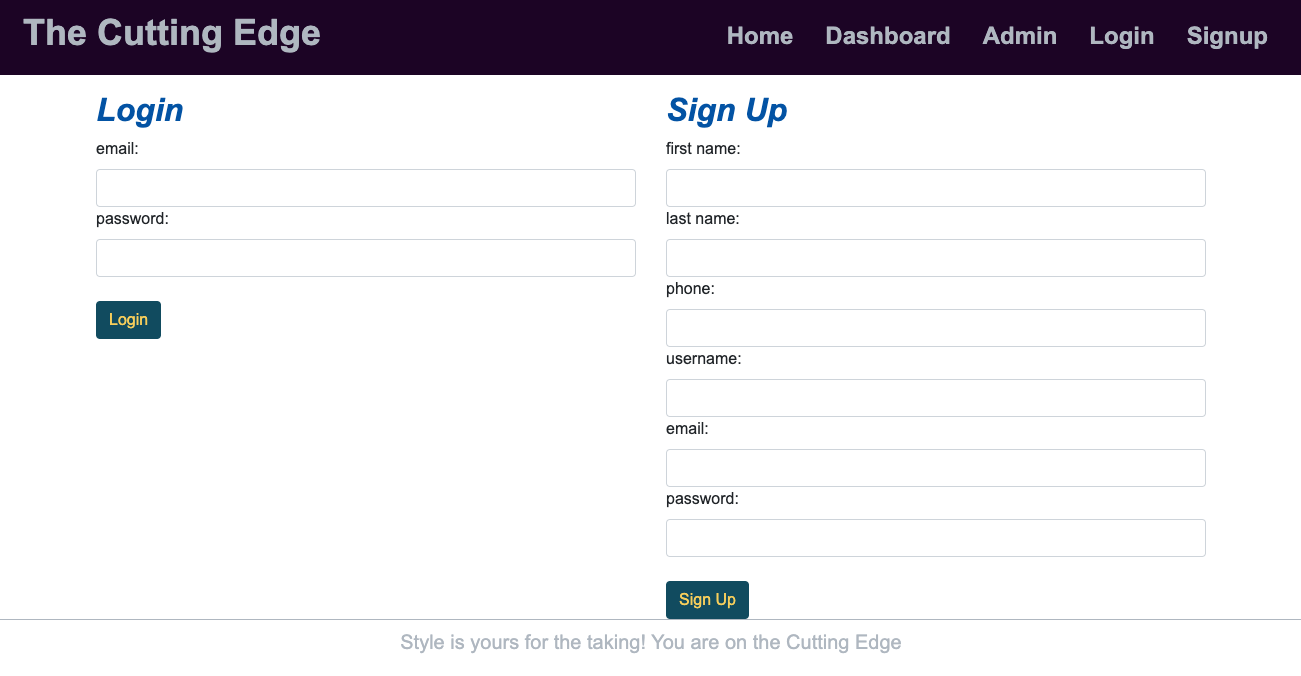 The Cutting Edge
Home Dashboard Admin Login Signup
Login
email:
password:
Login
Sign Up
first name:
last name:
phone:
username:
email:
password:
Sign Up
Style is yours for the taking! You are on the Cutting Edge